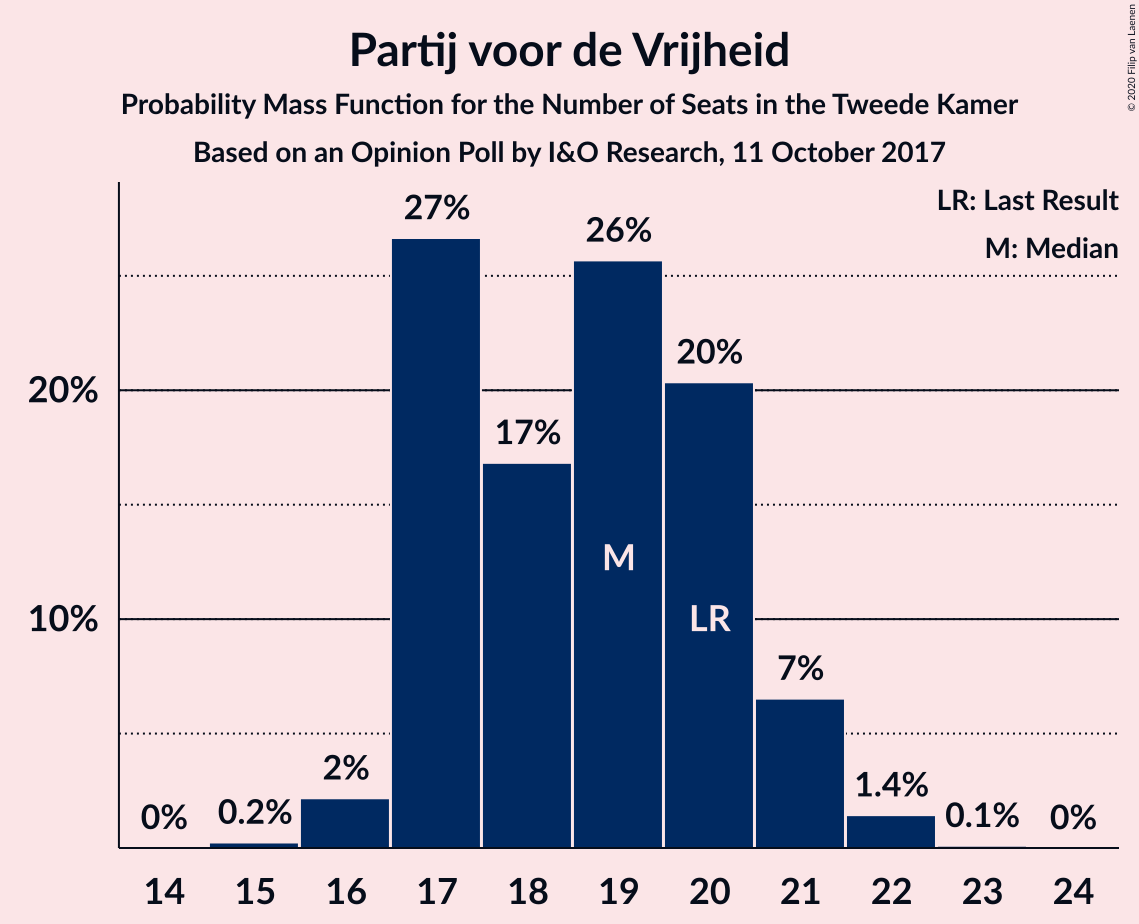 Partij voor de Vrijheid
Probability Mass Function for the Number of Seats in the Tweede Kamer
Based on an Opinion Poll by I&O Research, 11 October 2017
© 2020 Filip van Laenen
LR: Last Result
M: Median
27%
26%
20%
17%
20%
M
LR
10%
7%
2%
1.4%
0%
0.2%
0.1%
0%
14 15 16 17 18 19 20 21 22 23 24